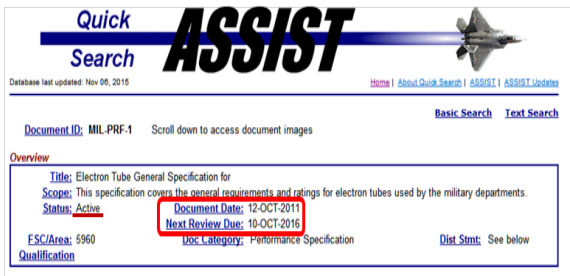 Quick
Search
ASSIST
Database last updated: Nov 06, 2015
Home | About Quick Search | ASSIST | ASSIST Updates
Basic Search Text Search
Document ID: MIL-PRF-1 Scroll down to access document images
Overview
Title: Electron Tube General Specification for
Scope: This specification covers the general requirements and ratings for electron tubes used by the military departments.
Status: Active Document Date: 12-OCT-2011
Next Review Due: 10-OCT-2016
FSC/Area: 5960 Doc Category: Performance Specification Dist Stmt: See below
Qualification